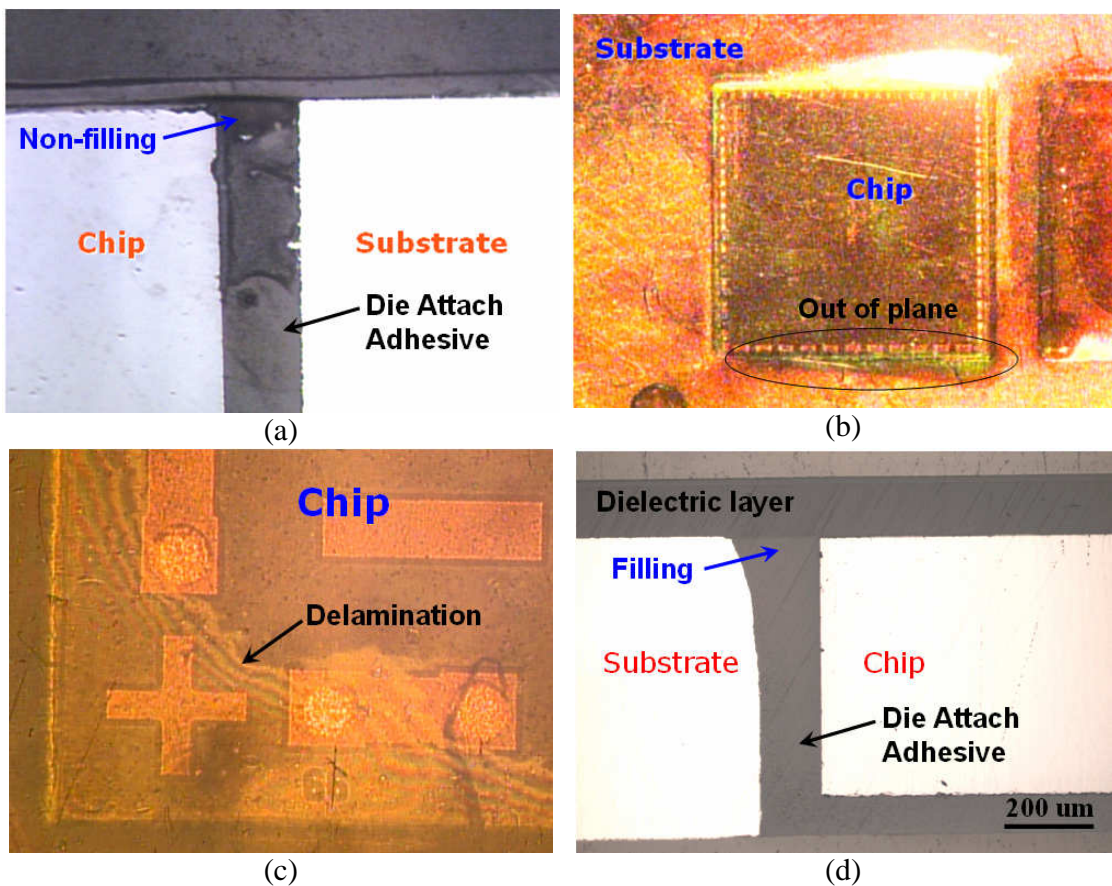 Non-filling
Chip
Substrate
Die Attach
Adhesive
(a)
Substrate
Chip
Out of plane
(b)
Chip
Delamination
(c)
Dielectric layer
Filling
Substrate
Chip
Die Attach
Adhesive
200 um
(d)